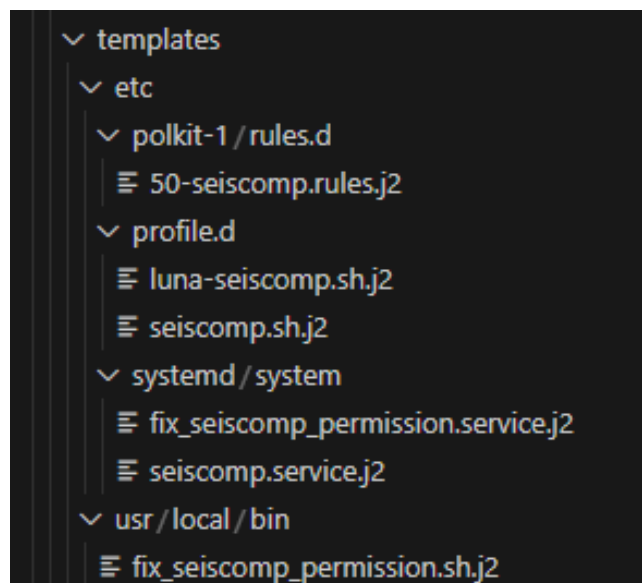 templates
etc
polkit-1/rules.d
50-seiscomp.rules.j2
profile.d
luna-seiscomp.sh.j2
seiscomp.sh.j2
systemd/system
fix_seiscomp_permission.service.j2
seiscomp.service.j2
usr/local/bin
fix_seiscomp_permission.sh.j2